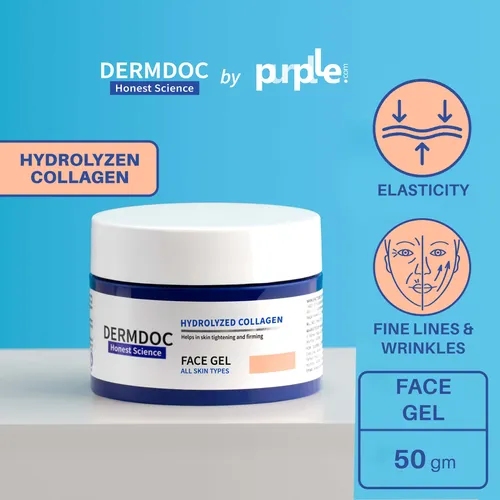 DERMDOC
Honest Science
by
purplle.com
HYDROLYZEN
COLLAGEN
ELASTICITY
FINE LINES &
WRINKLES
DERMDOC
Honest Science
HYDROLYZED COLLAGEN
Helps in skin tightening and firming
FACE GEL
ALL SKIN TYPES
FACE
GEL
50 gm